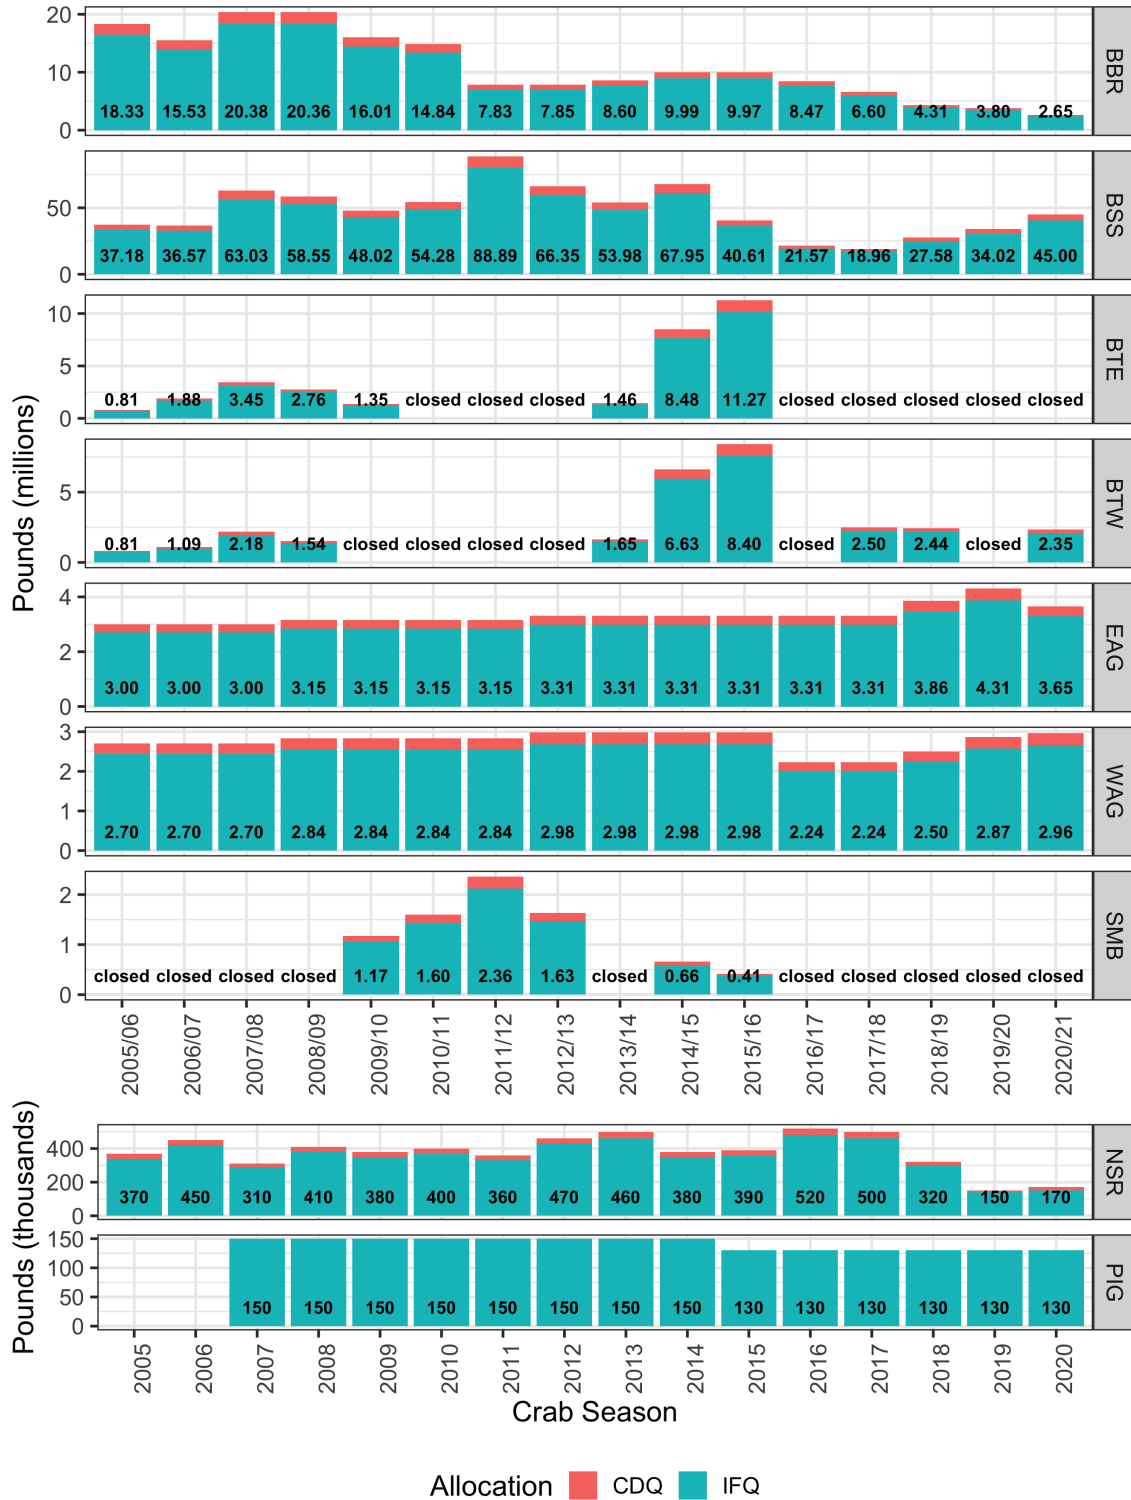 20
10
0
18.33 15.53 20.38 20.36 16.01 14.84 7.83 7.85 8.60 9.99 9.97 8.47 6.60 4.31 3.80 2.65
BBR
50
0
37.18 36.57 63.03 58.55 48.02 54.28 88.89 66.35 53.98 67.95 40.61 21.57 18.96 27.58 34.02 45.00
BSS
10
5
0
0.81 1.88 3.45 2.76 1.35 closed closed closed 1.46 8.48 11.27 closed closed closed closed closed
BTE
Pounds (millions)
5
0
0.81 1.09 2.18 1.54 closed closed closed closed 1.65 6.63 8.40 closed 2.50 2.44 closed 2.35
BTW
4
2
0
3.00 3.00 3.00 3.15 3.15 3.15 3.15 3.31 3.31 3.31 3.31 3.31 3.31 3.86 4.31 3.65
EAG
3
2
1
0
2.70 2.70 2.70 2.84 2.84 2.84 2.84 2.98 2.98 2.98 2.98 2.24 2.24 2.50 2.87 2.96
WAG
2
1
0
closed closed closed closed 1.17 1.60 2.36 1.63 closed 0.66 0.41 closed closed closed closed closed
SMB
2005/06 2006/07 2007/08 2008/09 2009/10 2010/11 2011/12 2012/13 2013/14 2014/15 2015/16 2016/17 2017/18 2018/19 2019/20 2020/21
Pounds (thousands)
400
200
0
370 450 310 410 380 400 360 470 460 380 390 520 500 320 150 170
NSR
150
100
50
0
150 150 150 150 150 150 150 150 130 130 130 130 130 130
PIG
2005 2006 2007 2008 2009 2010 2011 2012 2013 2014 2015 2016 2017 2018 2019 2020
Crab Season
Allocation CDQ IFQ